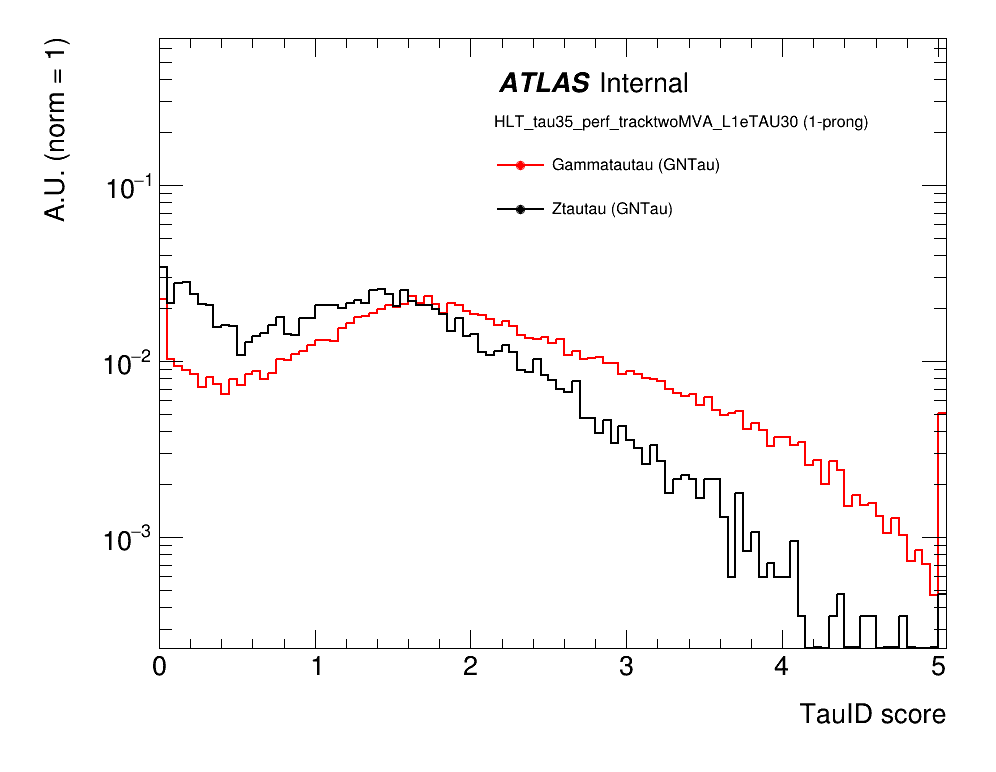 ATLAS Internal
HLT_tau35_perf_tracktwoMVA_L1eTAU30 (1-prong)
Gammatautau (GNTau)
Ztautau (GNTau)
A.U. (norm = 1)
10⁻¹
10⁻²
10⁻³
0 1 2 3 4 5
TauID score